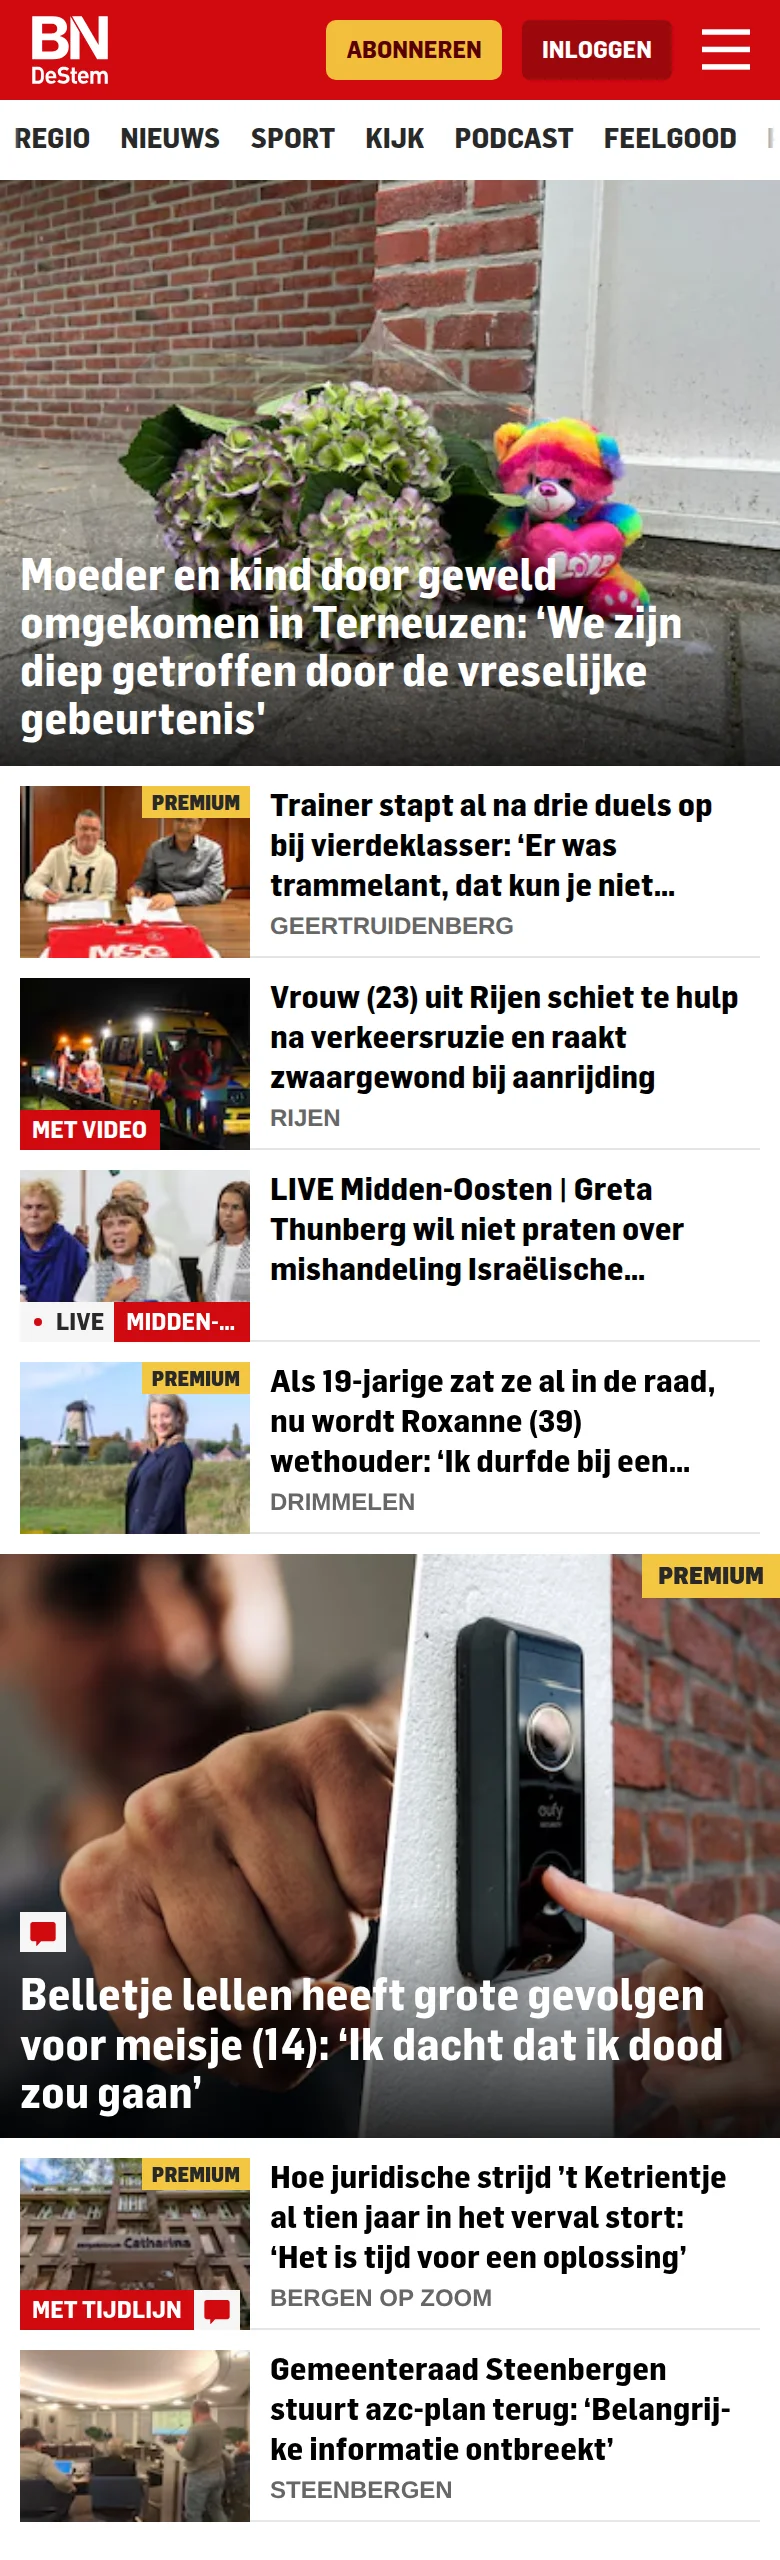 BN
DeStem
ABONNEREN
INLOGGEN
REGIO NIEUWS SPORT KIJK PODCAST FEELGOOD
LOVE
Moeder en kind door geweld
omgekomen in Terneuzen: ‘We zijn
diep getroffen door de vreselijke
gebeurtenis'
PREMIUM
M
MSC
Trainer stapt al na drie duels op
bij vierdeklasser: ‘Er was
trammelant, dat kun je niet...
GEERTRUIDENBERG
MET VIDEO
Vrouw (23) uit Rijen schiet te hulp
na verkeersruzie en raakt
zwaargewond bij aanrijding
RIJEN
LIVE MIDDEN-...
LIVE Midden-Oosten | Greta
Thunberg wil niet praten over
mishandeling Israëlische...
PREMIUM
Als 19-jarige zat ze al in de raad,
nu wordt Roxanne (39)
wethouder: ‘Ik durfde bij een...
DRIMMELEN
PREMIUM
eufy
SECURITY
Belletje lellen heeft grote gevolgen
voor meisje (14): ‘Ik dacht dat ik dood
zou gaan’
PREMIUM
Catharina
MET TIJDLIJN
Hoe juridische strijd ’t Ketrientje
al tien jaar in het verval stort:
‘Het is tijd voor een oplossing’
BERGEN OP ZOOM
Gemeenteraad Steenbergen
stuurt azc-plan terug: ‘Belangrij-
ke informatie ontbreekt’
STEENBERGEN